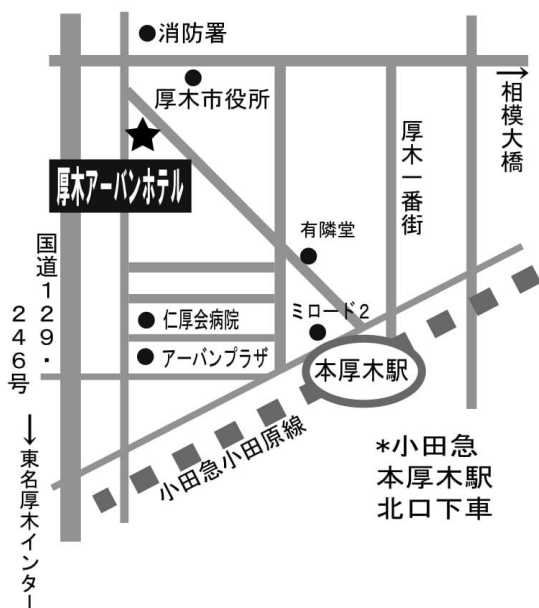 ●消防署
厚木市役所
→相模大橋
厚木アーバンホテル
厚木一番街
有隣堂
国道129・
246号
ミロード2
仁厚会病院
アーバンプラザ
本厚木駅
小田急小田原線
→東名厚木インター
*小田急
本厚木駅
北口下車